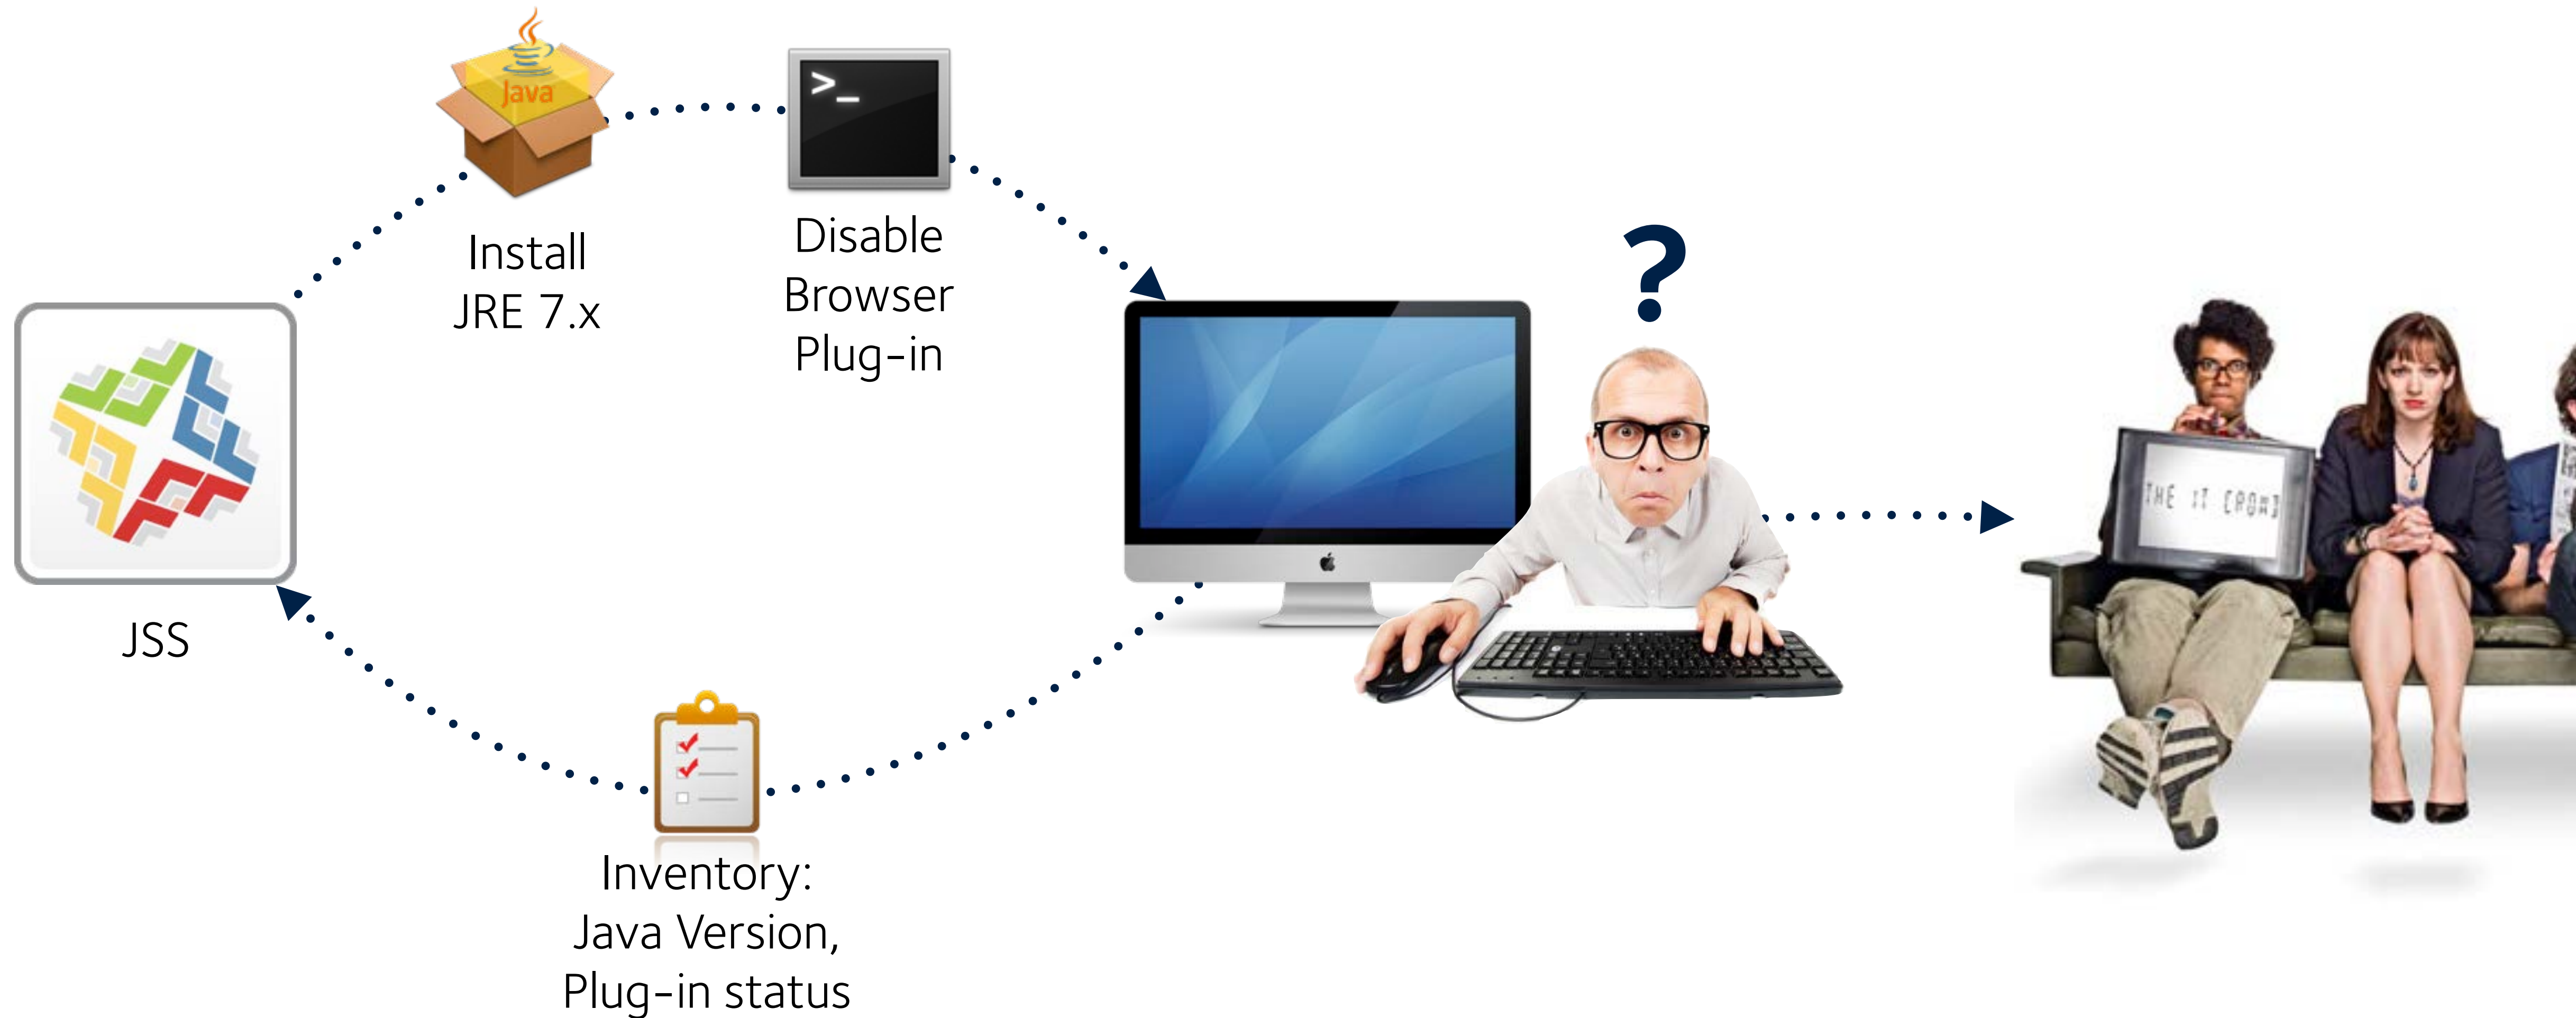 Java
>_
Install
JRE 7.x
Disable
Browser
Plug-in
?
JSS
THE IT CROWD
Inventory:
Java Version,
Plug-in status